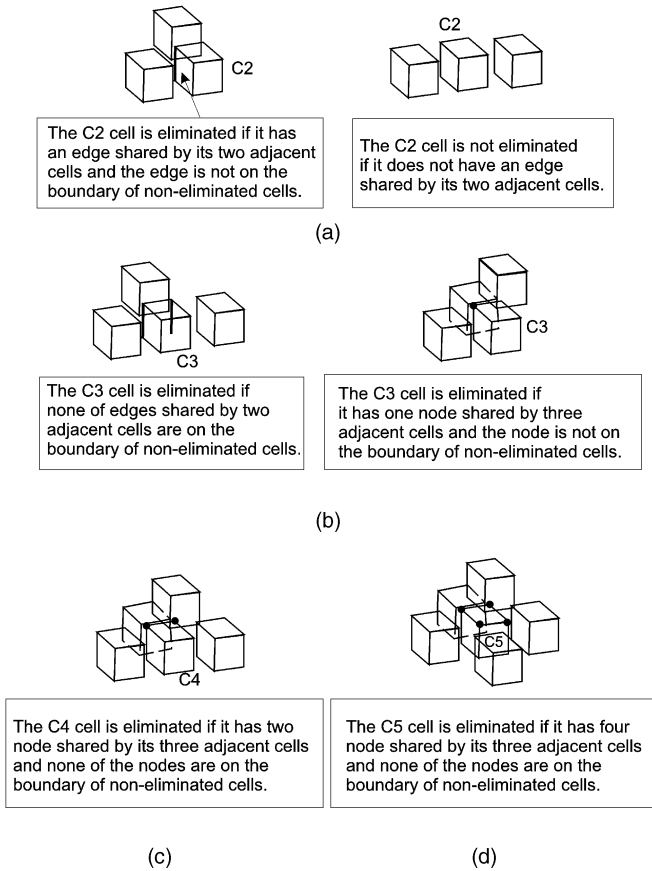 C2
C2
The C2 cell is eliminated if it has
an edge shared by its two adjacent
cells and the edge is not on the
boundary of non-eliminated cells.
The C2 cell is not eliminated
if it does not have an edge
shared by its two adjacent cells.
(a)
C3
C3
The C3 cell is eliminated if
none of edges shared by two
adjacent cells are on the
boundary of non-eliminated cells.
The C3 cell is eliminated if
it has one node shared by three
adjacent cells and the node is not on
the boundary of non-eliminated cells.
(b)
C4
C5
The C4 cell is eliminated if it has two
node shared by its three adjacent cells
and none of the nodes are on the
boundary of non-eliminated cells.
The C5 cell is eliminated if it has four
node shared by its three adjacent cells
and none of the nodes are on the
boundary of non-eliminated cells.
(c)
(d)